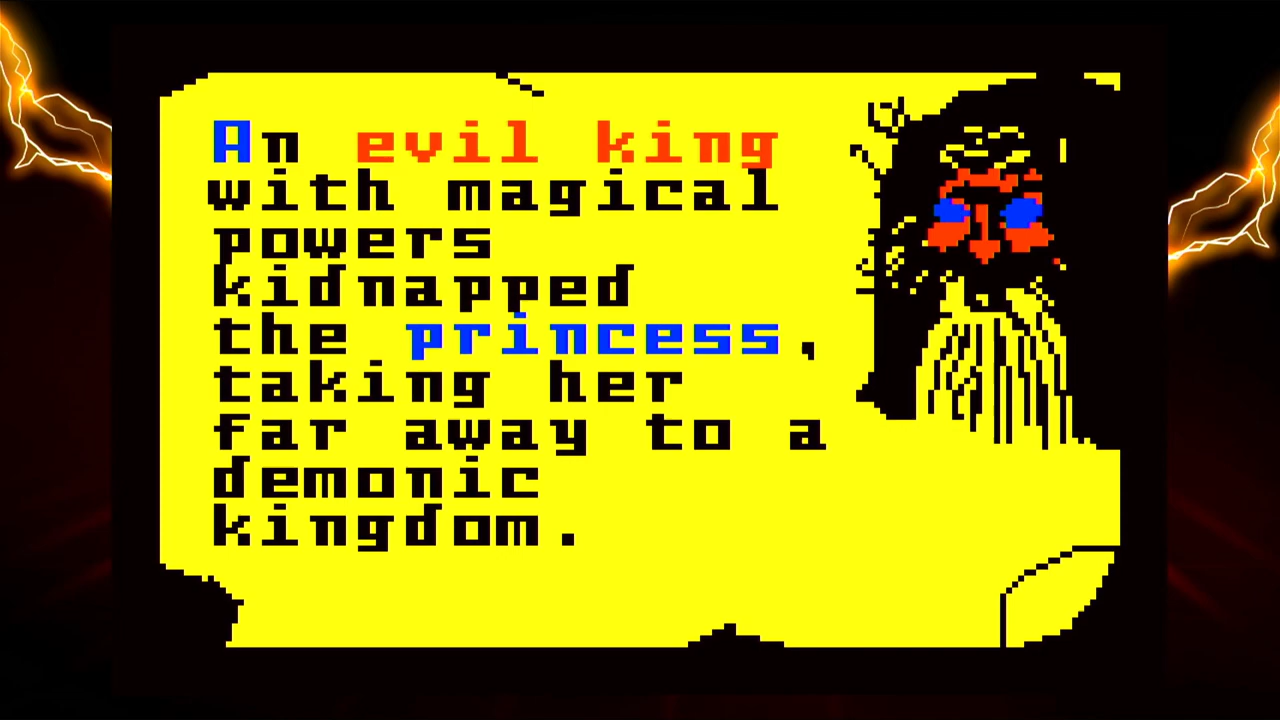 An evil king
with magical
powers
kidnapped
the princess,
taking her
far away to a
demonic
kingdom.